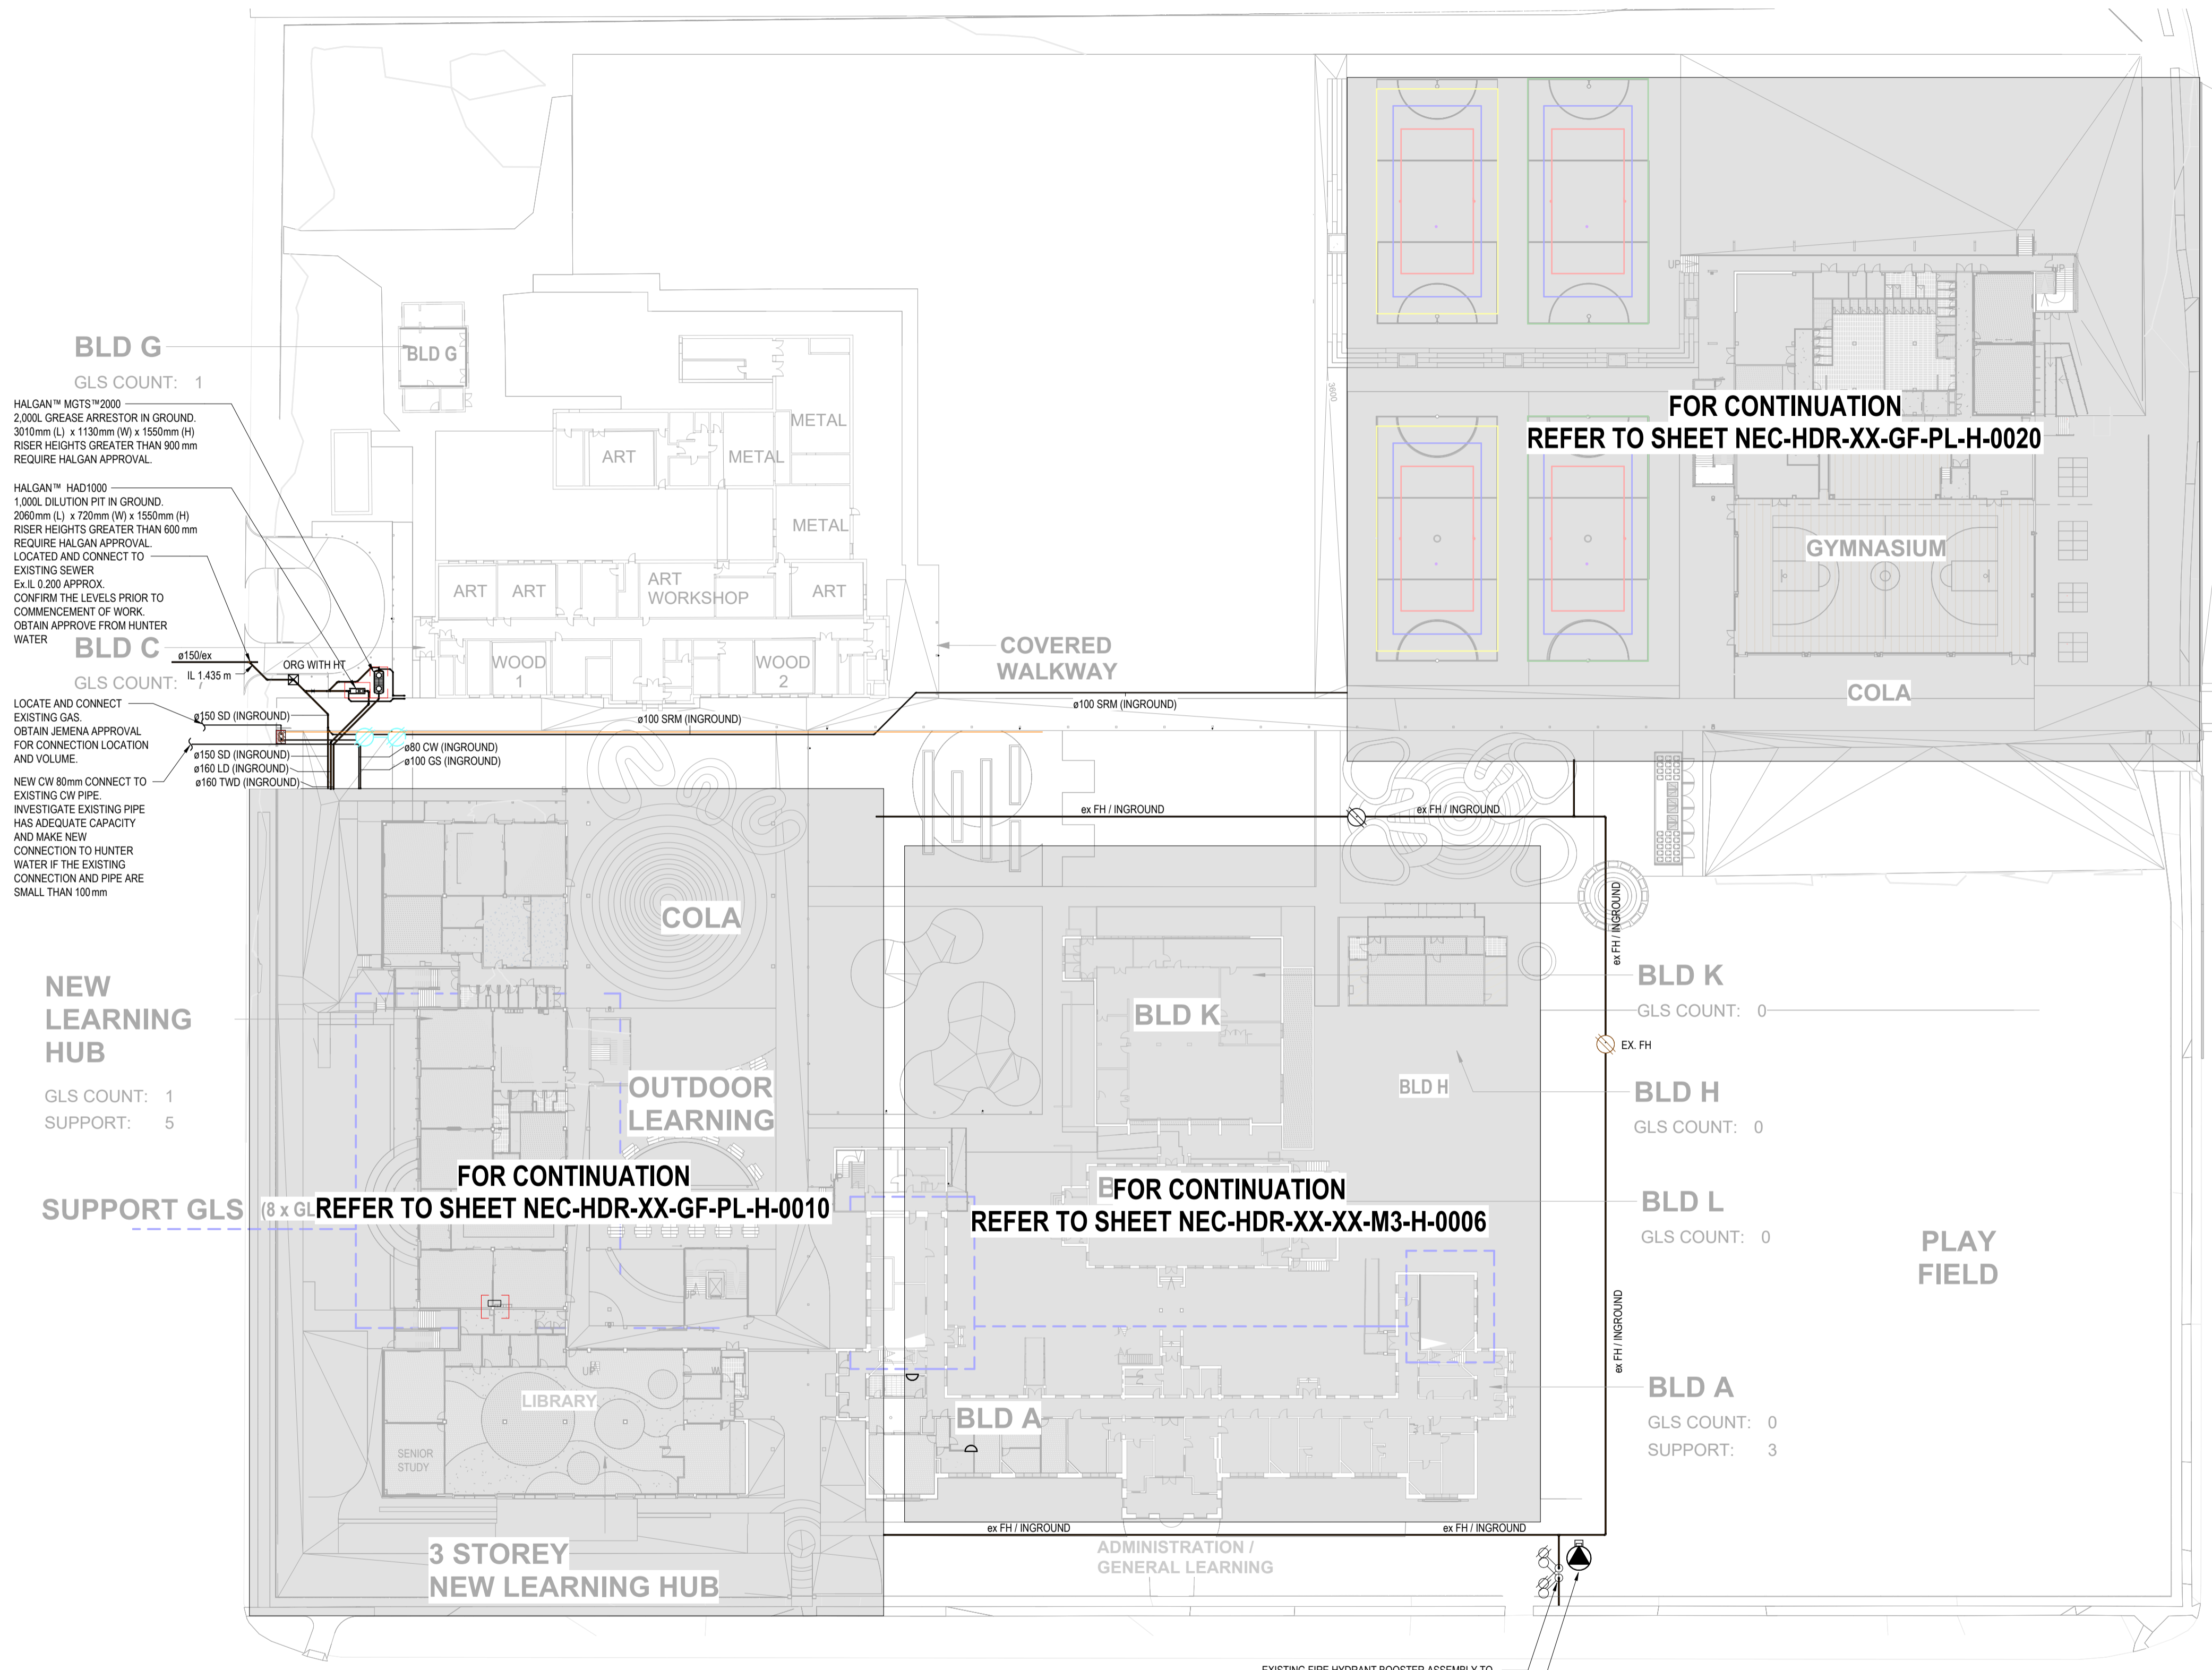 BLD G
GLS COUNT: 1
HALGAN™ MGTS™2000
2,000L GREASE ARRESTOR IN GROUND.
3010mm (L) x 1130mm (W) x 1550mm (H)
RISER HEIGHTS GREATER THAN 900 mm
REQUIRE HALGAN APPROVAL.
HALGAN™ HAD1000
1,000L DILUTION PIT IN GROUND.
2060mm (L) x 720mm (W) x 1550mm (H)
RISER HEIGHTS GREATER THAN 600 mm
REQUIRE HALGAN APPROVAL.
LOCATED AND CONNECT TO
EXISTING SEWER
Ex.IL 0.200 APPROX.
CONFIRM THE LEVELS PRIOR TO
COMMENCEMENT OF WORK.
OBTAIN APPROVE FROM HUNTER
WATER
BLD C
GLS COUNT:
ø150/ex
IL 1.435 m
ORG WITH HT
LOCATE AND CONNECT
EXISTING GAS.
OBTAIN JEMENA APPROVAL
FOR CONNECTION LOCATION
AND VOLUME.
NEW CW 80mm CONNECT TO
EXISTING CW PIPE.
INVESTIGATE EXISTING PIPE
HAS ADEQUATE CAPACITY
AND MAKE NEW
CONNECTION TO HUNTER
WATER IF THE EXISTING
CONNECTION AND PIPE ARE
SMALL THAN 100mm
ø150 SD (INGROUND)
ø150 SD (INGROUND)
ø160 LD (INGROUND)
ø160 TWD (INGROUND)
ø80 CW (INGROUND)
ø100 GS (INGROUND)
BLD G
METAL
ART
METAL
METAL
ART
ART
ART
WORKSHOP
ART
WOOD
1
WOOD
2
COVERED
WALKWAY
ø100 SRM (INGROUND)
ø100 SRM (INGROUND)
3600
UP
UP
FOR CONTINUATION
REFER TO SHEET NEC-HDR-XX-GF-PL-H-0020
GYMNASIUM
COLA
ex FH / INGROUND
ex FH / INGROUND
ex FH / INGROUND
EX. FH
ex FH / INGROUND
COLA
NEW
LEARNING
HUB
GLS COUNT: 1
SUPPORT: 5
OUTDOOR
LEARNING
SUPPORT GLS (8 x GL
FOR CONTINUATION
REFER TO SHEET NEC-HDR-XX-GF-PL-H-0010
UP
LIBRARY
SENIOR
STUDY
3 STOREY
NEW LEARNING HUB
BLD K
BLD H
B
FOR CONTINUATION
REFER TO SHEET NEC-HDR-XX-XX-M3-H-0006
BLD A
BLD K
GLS COUNT: 0
BLD H
GLS COUNT: 0
BLD L
GLS COUNT: 0
PLAY
FIELD
BLD A
GLS COUNT: 0
SUPPORT: 3
ex FH / INGROUND
ex FH / INGROUND
ADMINISTRATION /
GENERAL LEARNING
EXISTING FIRE HYDRANT BOOSTER ASSEMBLY TO